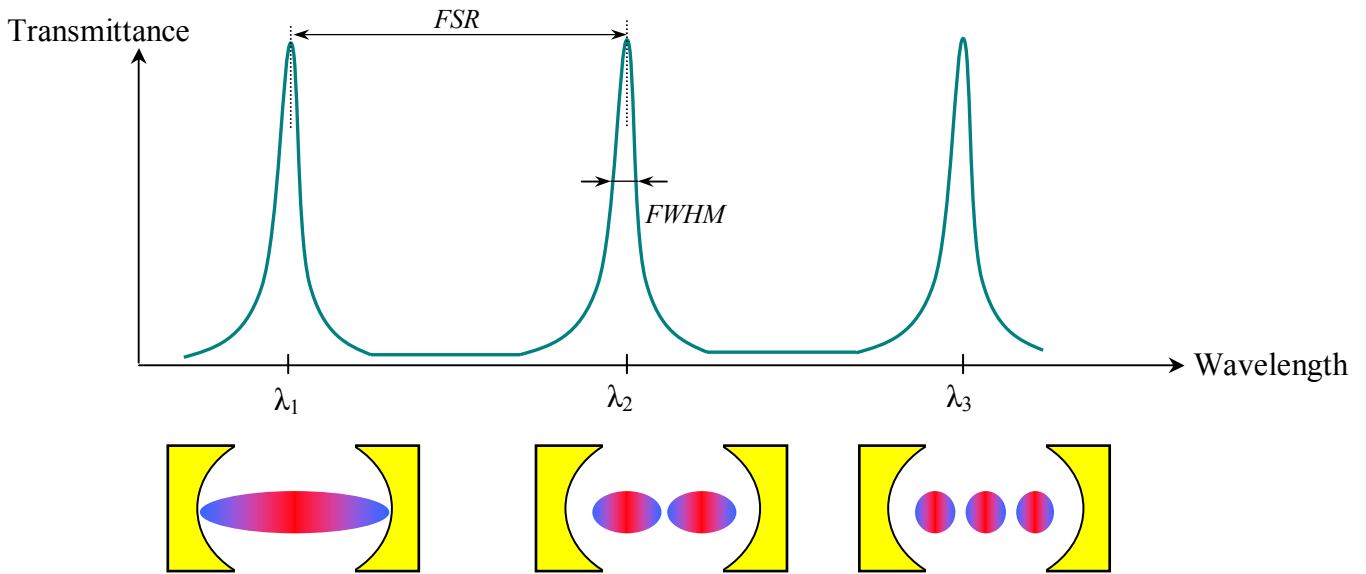 FSR
Transmittance
FWHM
Wavelength
λ₁
λ₂
λ₃